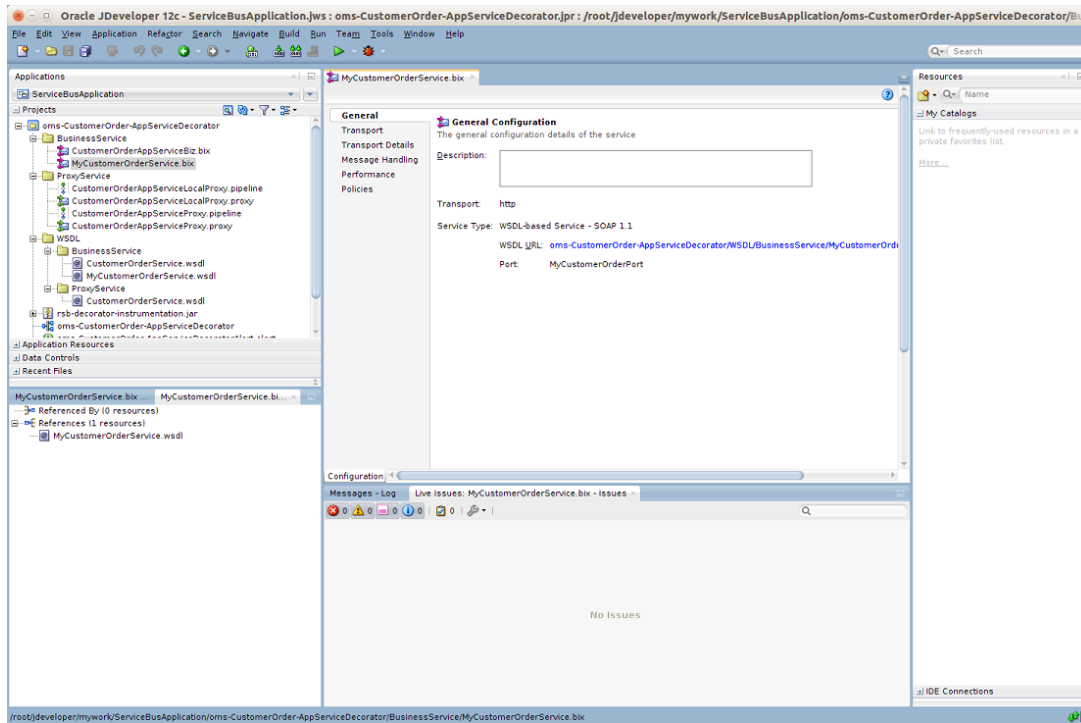 Oracle JDeveloper 12c - ServiceBusApplication.jws : oms-CustomerOrder-AppServiceDecorator.jpr : /root/jdeveloper/mywork/ServiceBusApplication/oms-CustomerOrder-AppServiceDecorator/Bu
File Edit View Application Refactor Search Navigate Build Run Team Tools Window Help
Search
Applications
ServiceBusApplication
Projects
oms-CustomerOrder-AppServiceDecorator
BusinessService
CustomerOrderAppServiceBiz.bix
MyCustomerOrderService.bix
ProxyService
CustomerOrderAppServiceLocalProxy.pipeline
CustomerOrderAppServiceLocalProxy.proxy
CustomerOrderAppServiceProxy.pipeline
CustomerOrderAppServiceProxy.proxy
WSDL
BusinessService
CustomerOrderService.wsdl
MyCustomerOrderService.wsdl
ProxyService
CustomerOrderService.wsdl
rsb-decorator-instrumentation.jar
oms-CustomerOrder-AppServiceDecorator
Application Resources
Data Controls
Recent Files
MyCustomerOrderService.bix ... MyCustomerOrderService.bi...
Referenced By (0 resources)
References (1 resources)
MyCustomerOrderService.wsdl
MyCustomerOrderService.bix
General
Transport
Transport Details
Message Handling
Performance
Policies
General Configuration
The general configuration details of the service
Description:
Transport: http
Service Type: WSDL-based Service - SOAP 1.1
WSDL URL: oms-CustomerOrder-AppServiceDecorator/WSDL/BusinessService/MyCustomerOrde
Port: MyCustomerOrderPort
Configuration
Messages - Log Live Issues: MyCustomerOrderService.bix - Issues
0 0 0 0 0
No Issues
Resources
Name
My Catalogs
Link to frequently-used resources in a
private favorites list.
More...
IDE Connections
/root/jdeveloper/mywork/ServiceBusApplication/oms-CustomerOrder-AppServiceDecorator/BusinessService/MyCustomerOrderService.bix